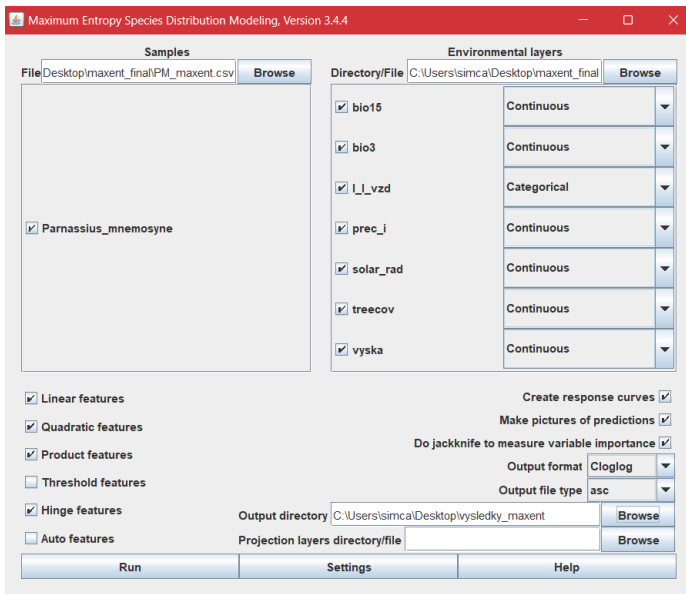 Maximum Entropy Species Distribution Modeling, Version 3.4.4
Samples
File Desktop\maxent_final\PM_maxent.csv Browse
Parnassius_mnemosyne
Environmental layers
Directory/File C:\Users\simca\Desktop\maxent_final Browse
bio15 Continuous
bio3 Continuous
l_l_vzd Categorical
prec_i Continuous
solar_rad Continuous
treecov Continuous
vyska Continuous
Linear features
Quadratic features
Product features
Threshold features
Hinge features
Auto features
Create response curves
Make pictures of predictions
Do jackknife to measure variable importance
Output format Cloglog
Output file type asc
Output directory C:\Users\simca\Desktop\vysledky_maxent Browse
Projection layers directory/file Browse
Run Settings Help